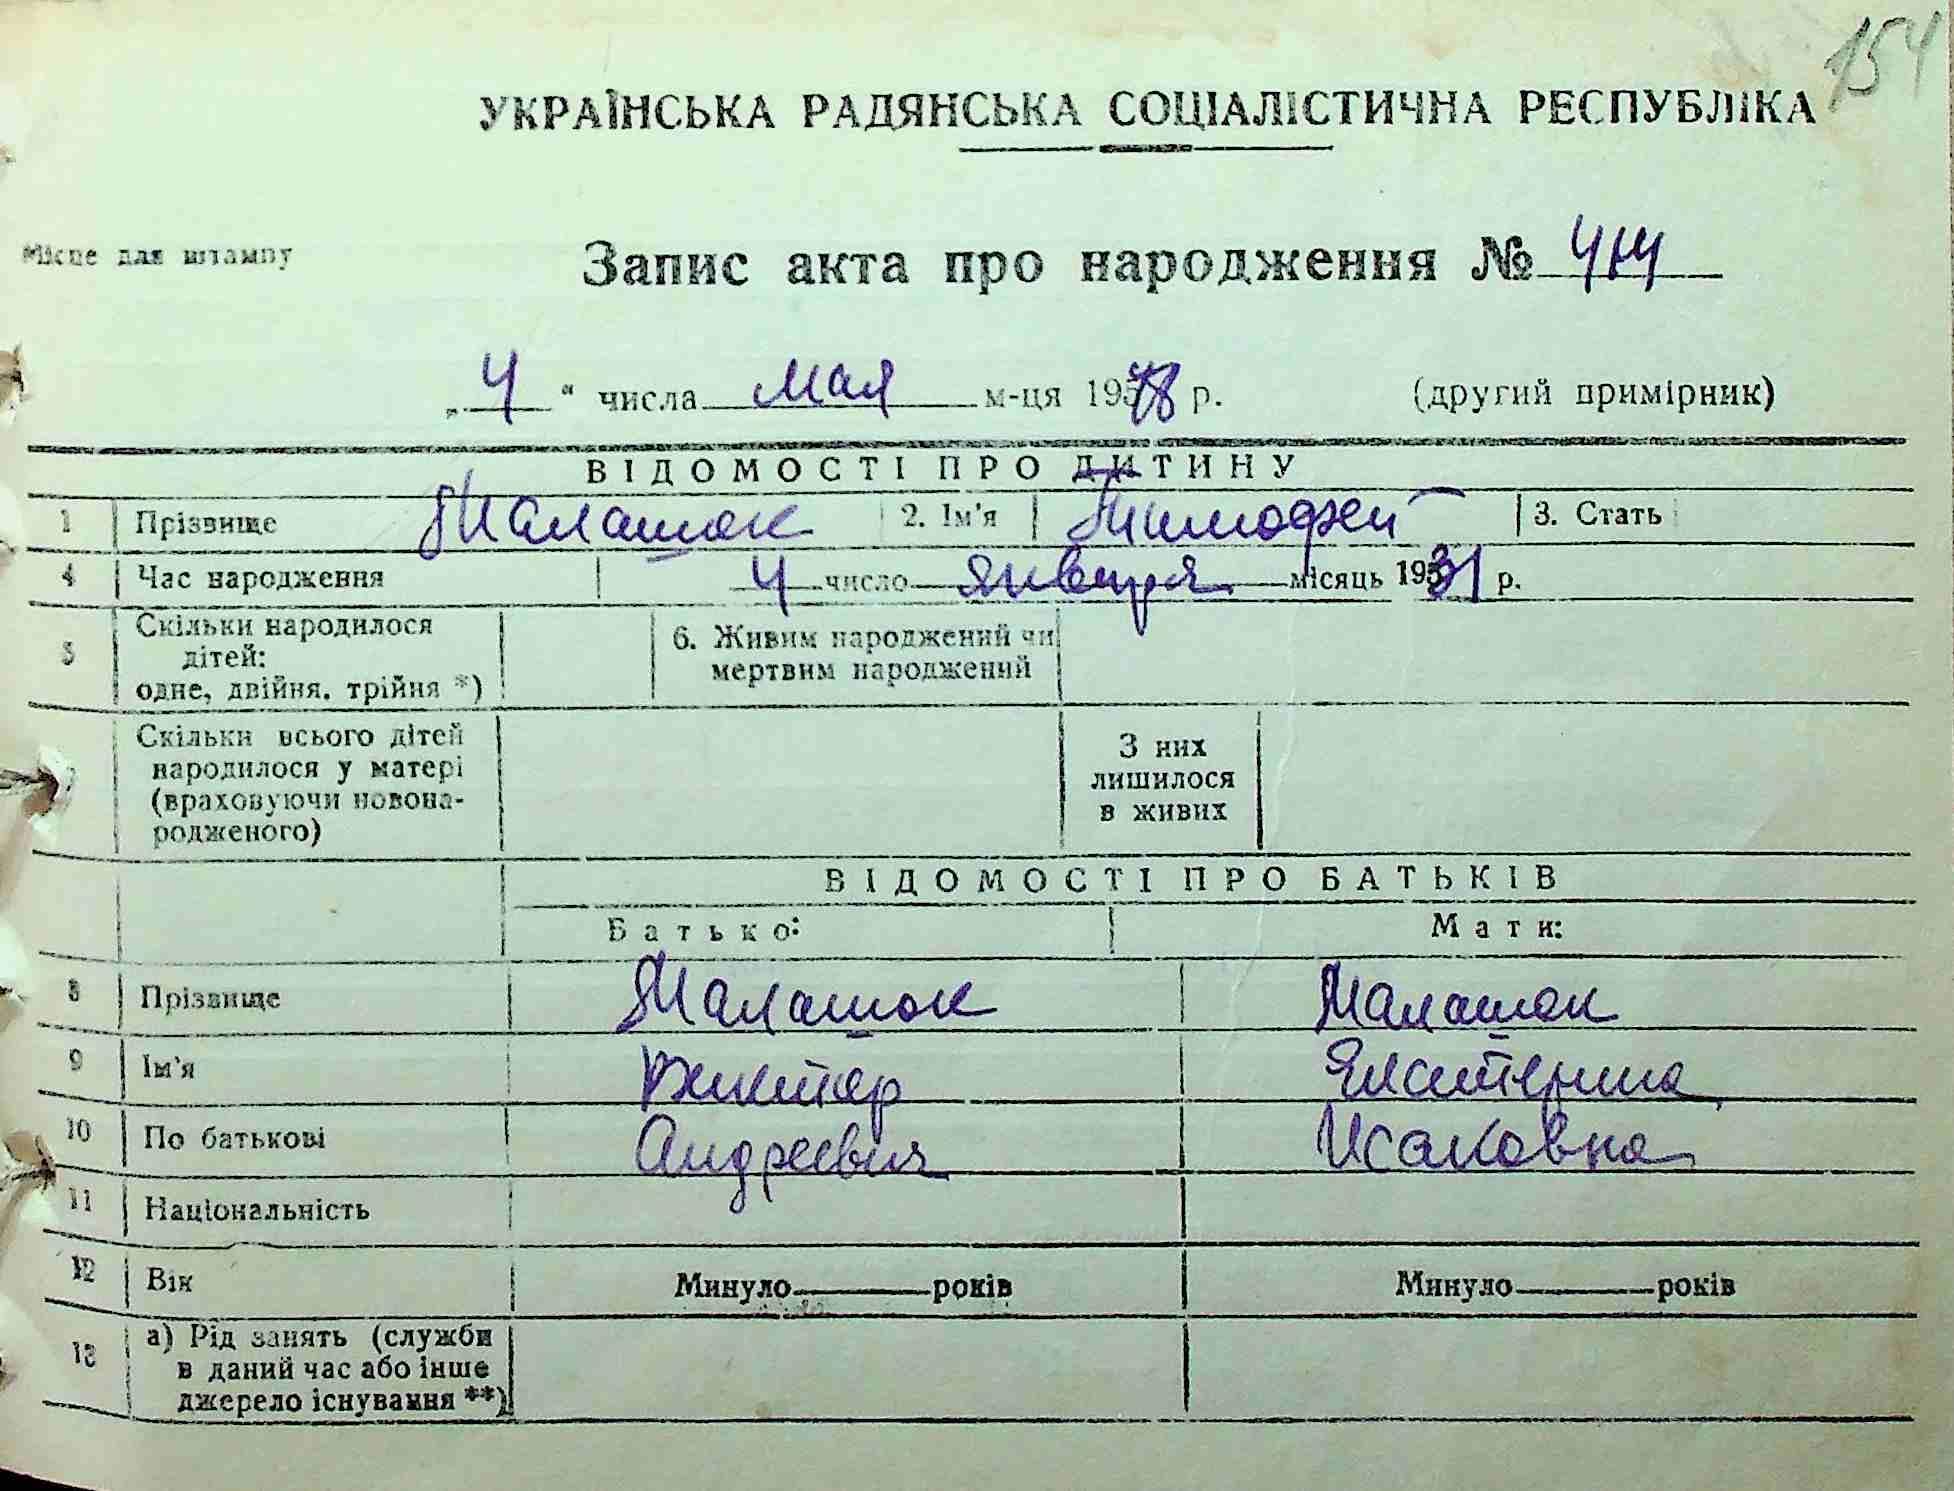 154
УКРАЇНСЬКА РАДЯНСЬКА СОЦІАЛІСТИЧНА РЕСПУБЛІКА
Місце для штампу
Запис акта про народження №
„ 4 “ числа мая м-ця 1948 р. (другий примірник)
ВІДОМОСТІ ПРО ДИТИНУ
1 Прізвище Малашок 2. Ім'я Тимофей 3. Стать
4 Час народження 4 число января місяць 1931 р.
5 Скільки народилося дітей: одне, двійня, трійня *) 6. Живим народжений чи мертвим народжений
7 Скільки всього дітей народилося у матері (враховуючи новона-родженого) З них лишилося в живих
ВІДОМОСТІ ПРО БАТЬКІВ
Батько: Мати:
8 Прізвище Малашок Малашок
9 Ім'я Виктор Екатерина
10 По батькові Андреевич Исаковна
11 Національність
12 Вік Минуло років Минуло років
13 а) Рід занять (служби в даний час або інше джерело існування **)